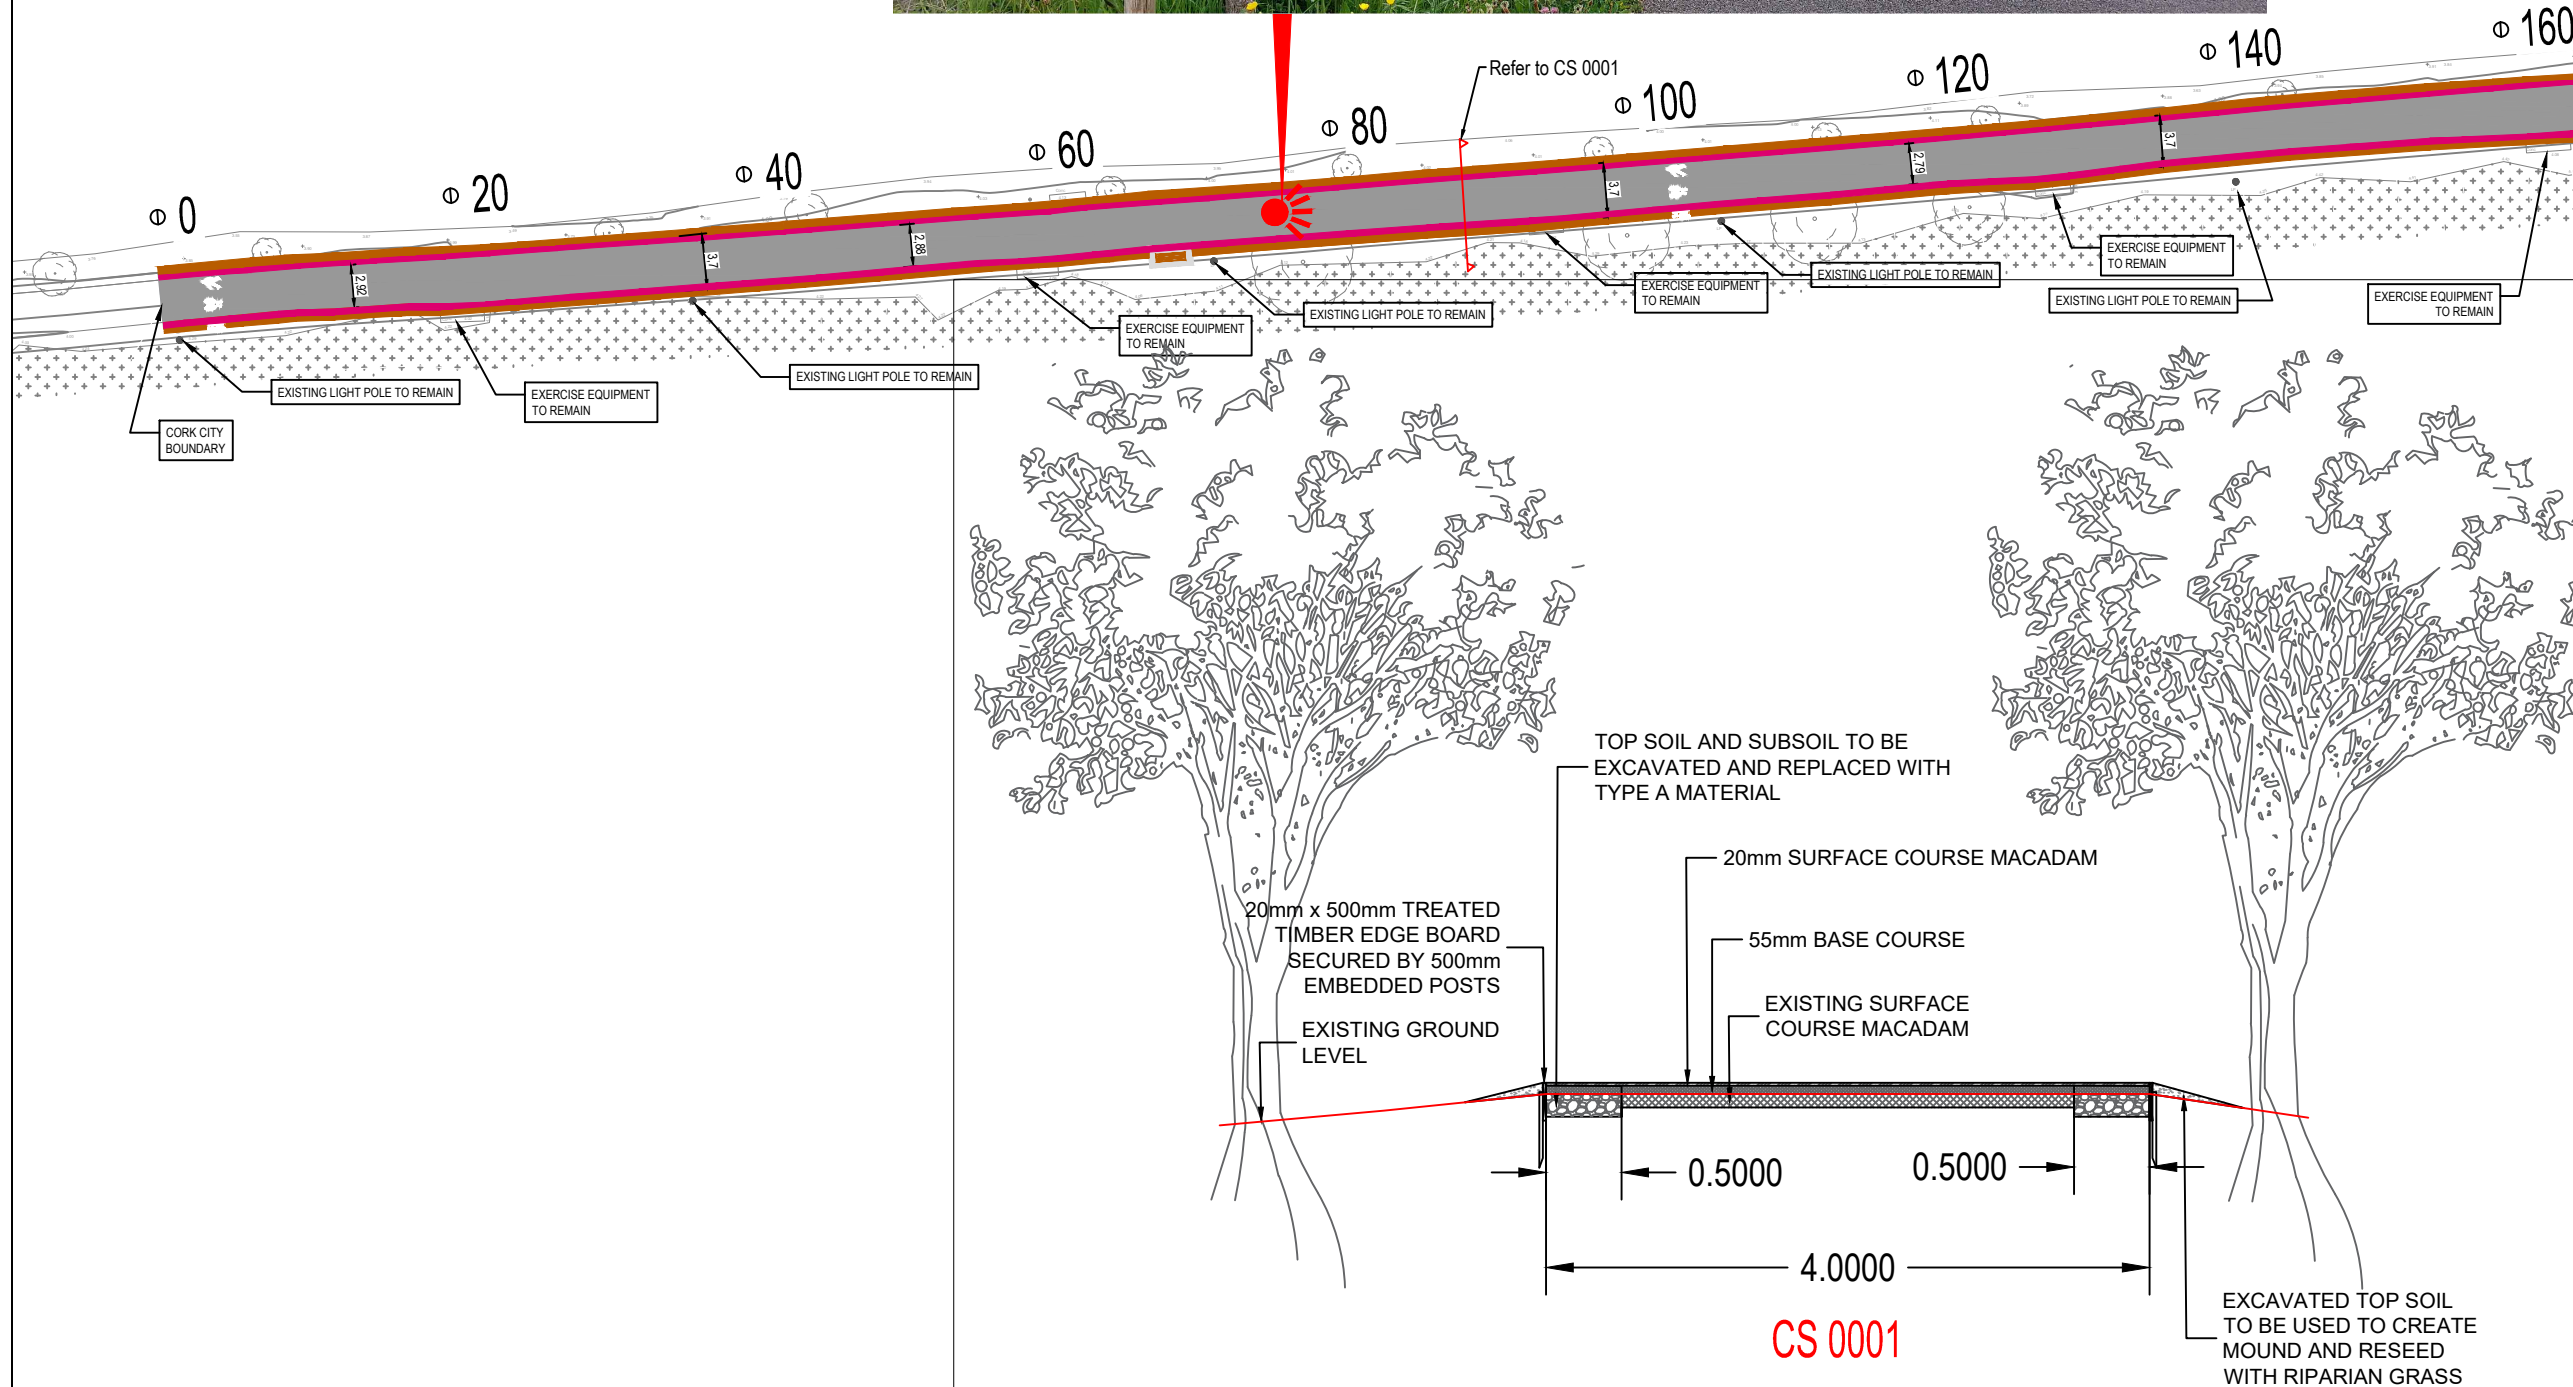 Refer to CS 0001
0
20
40
60
80
100
120
140
160
2.92
3.7
2.88
3.7
2.79
3.7
CORK CITY
BOUNDARY
EXISTING LIGHT POLE TO REMAIN
EXERCISE EQUIPMENT
TO REMAIN
EXISTING LIGHT POLE TO REMAIN
EXERCISE EQUIPMENT
TO REMAIN
EXISTING LIGHT POLE TO REMAIN
EXERCISE EQUIPMENT
TO REMAIN
EXISTING LIGHT POLE TO REMAIN
EXERCISE EQUIPMENT
TO REMAIN
EXISTING LIGHT POLE TO REMAIN
EXERCISE EQUIPMENT
TO REMAIN
TOP SOIL AND SUBSOIL TO BE
EXCAVATED AND REPLACED WITH
TYPE A MATERIAL
20mm SURFACE COURSE MACADAM
20mm x 500mm TREATED
TIMBER EDGE BOARD
SECURED BY 500mm
EMBEDDED POSTS
55mm BASE COURSE
EXISTING SURFACE
COURSE MACADAM
EXISTING GROUND
LEVEL
0.5000
0.5000
4.0000
CS 0001
EXCAVATED TOP SOIL
TO BE USED TO CREATE
MOUND AND RESEED
WITH RIPARIAN GRASS